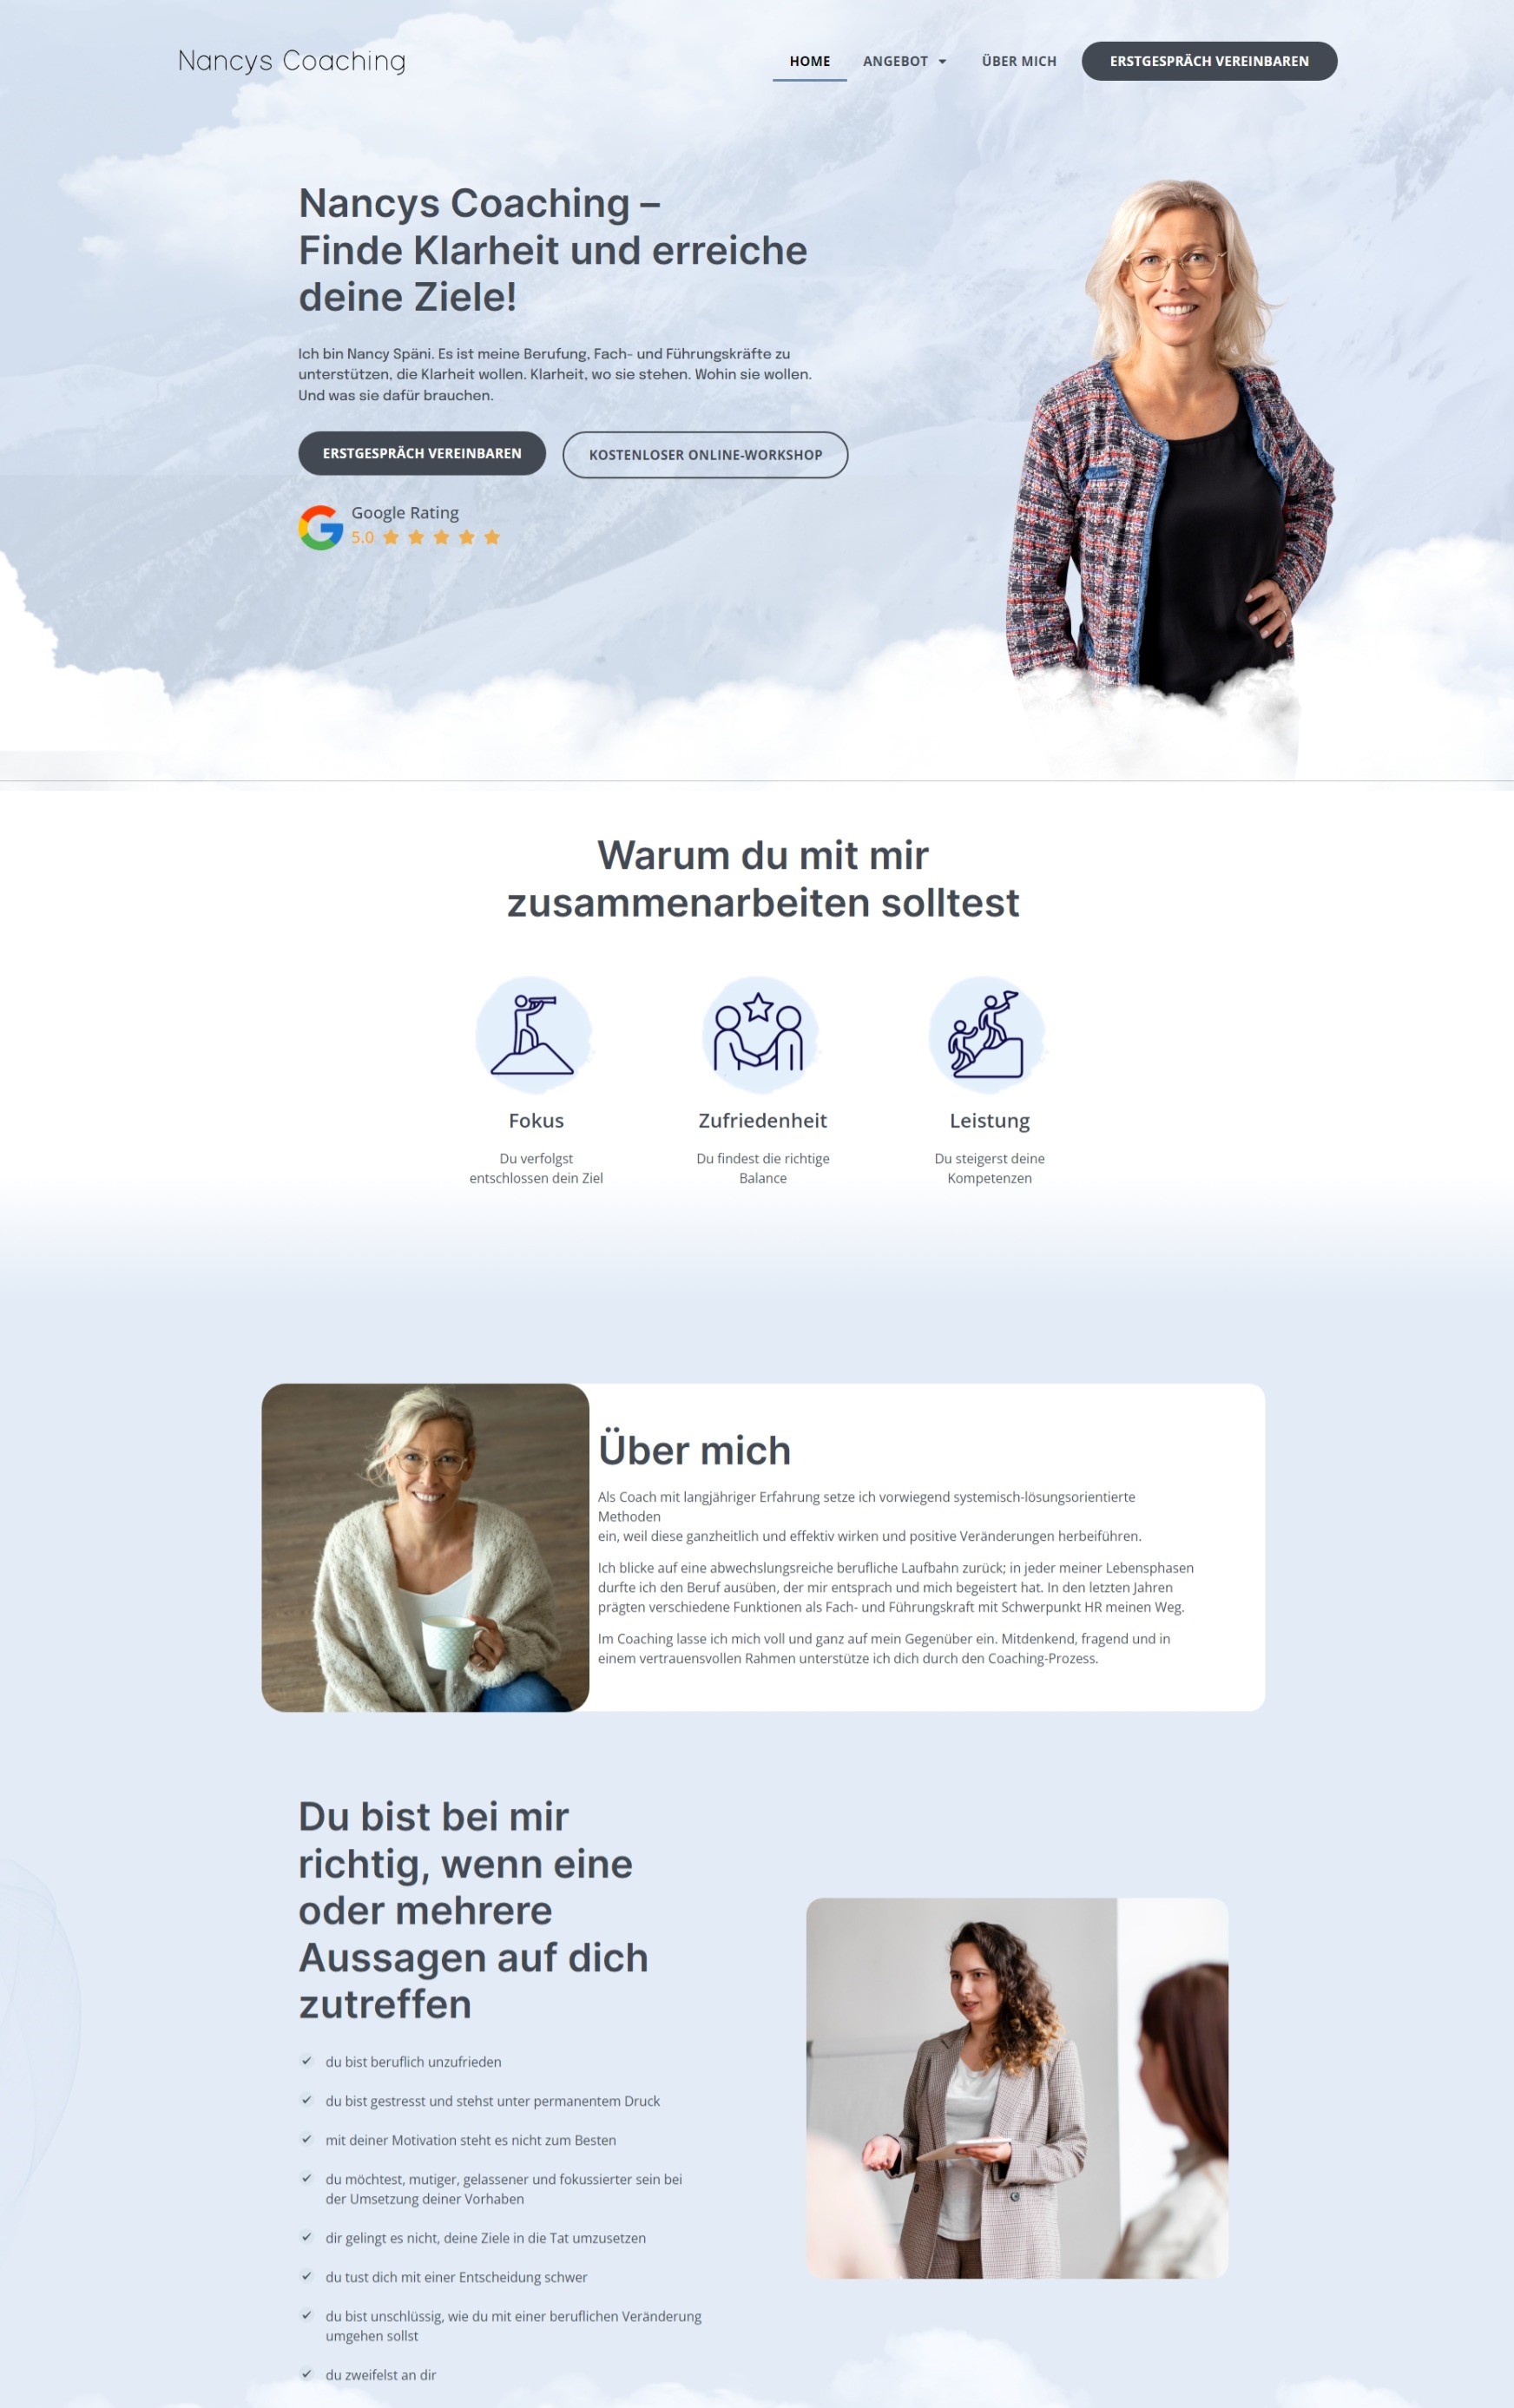 Nancys Coaching
HOME
ANGEBOT
ÜBER MICH
ERSTGESPRÄCH VEREINBAREN
Nancys Coaching –
Finde Klarheit und erreiche
deine Ziele!
Ich bin Nancy Späni. Es ist meine Berufung, Fach- und Führungskräfte zu
unterstützen, die Klarheit wollen. Klarheit, wo sie stehen. Wohin sie wollen.
Und was sie dafür brauchen.
ERSTGESPRÄCH VEREINBAREN
KOSTENLOSER ONLINE-WORKSHOP
Google Rating
5.0
Warum du mit mir
zusammenarbeiten solltest
Fokus
Du verfolgst
entschlossen dein Ziel
Zufriedenheit
Du findest die richtige
Balance
Leistung
Du steigerst deine
Kompetenzen
Über mich
Als Coach mit langjähriger Erfahrung setze ich vorwiegend systemisch-lösungsorientierte
Methoden
ein, weil diese ganzheitlich und effektiv wirken und positive Veränderungen herbeiführen.
Ich blicke auf eine abwechslungsreiche berufliche Laufbahn zurück; in jeder meiner Lebensphasen
durfte ich den Beruf ausüben, der mir entsprach und mich begeistert hat. In den letzten Jahren
prägten verschiedene Funktionen als Fach- und Führungskraft mit Schwerpunkt HR meinen Weg.
Im Coaching lasse ich mich voll und ganz auf mein Gegenüber ein. Mitdenkend, fragend und in
einem vertrauensvollen Rahmen unterstütze ich dich durch den Coaching-Prozess.
Du bist bei mir
richtig, wenn eine
oder mehrere
Aussagen auf dich
zutreffen
du bist beruflich unzufrieden
du bist gestresst und stehst unter permanentem Druck
mit deiner Motivation steht es nicht zum Besten
du möchtest, mutiger, gelassener und fokussierter sein bei
der Umsetzung deiner Vorhaben
dir gelingt es nicht, deine Ziele in die Tat umzusetzen
du tust dich mit einer Entscheidung schwer
du bist unschlüssig, wie du mit einer beruflichen Veränderung
umgehen sollst
du zweifelst an dir